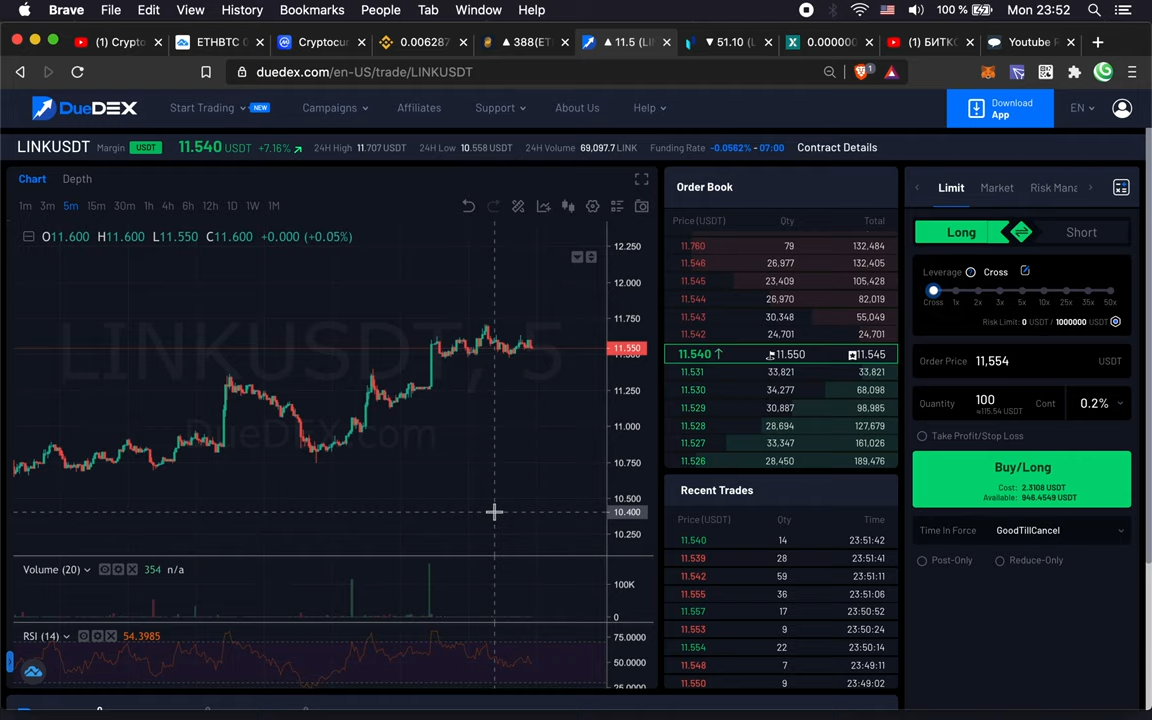 Brave File Edit View History Bookmarks People Tab Window Help 100 % Mon 23:52
(1) Crypto ETHBTC 0 Cryptocur 0.006287 ▲ 388(ET ▲ 11.5 | LIN ▼ 51.10 | D 0.000000 (1) БИТКО Youtube F
duedex.com/en-US/trade/LINKUSDT 1
DueDEX Start Trading NEW Campaigns Affiliates Support About Us Help Download App EN
LINKUSDT Margin USDT 11.540 USDT +7.16% 24H High 11.707 USDT 24H Low 10.558 USDT 24H Volume 69,097.7 LINK Funding Rate -0.0562% - 07:00 Contract Details
Chart Depth
1m 3m 5m 15m 30m 1h 4h 6h 12h 1D 1W 1M
O11.600 H11.600 L11.550 C11.600 +0.000 (+0.05%)
LINKUSDT, 5
DueDEX.com
12.250
12.000
11.750
11.550
11.500
11.250
11.000
10.750
10.500
10.400
10.250
Volume (20) 354 n/a
100K
0
RSI (14) 54.3985
75.0000
50.0000
25.0000
Order Book
Price (USDT) Qty Total
11.760 79 132,484
11.546 26,977 132,405
11.545 23,409 105,428
11.544 26,970 82,019
11.543 30,348 55,049
11.542 24,701 24,701
11.540 ↑ 11.550 11.545
11.531 33,821 33,821
11.530 34,277 68,098
11.529 30,887 98,985
11.528 28,694 127,679
11.527 33,347 161,026
11.526 28,450 189,476
Recent Trades
Price (USDT) Qty Time
11.540 14 23:51:42
11.539 28 23:51:41
11.542 59 23:51:11
11.555 36 23:51:06
11.557 17 23:50:52
11.553 9 23:50:24
11.554 22 23:50:14
11.548 7 23:49:11
11.550 9 23:49:02
Limit Market Risk Mana
Long Short
Leverage Cross
Cross 1x 2x 3x 5x 10x 25x 35x 50x
Risk Limit: 0 USDT / 1000000 USDT
Order Price 11,554 USDT
Quantity 100 Cont 0.2%
≈115.54 USDT
Take Profit/Stop Loss
Buy/Long
Cost: 2.3108 USDT
Available: 946.4549 USDT
Time In Force GoodTillCancel
Post-Only Reduce-Only